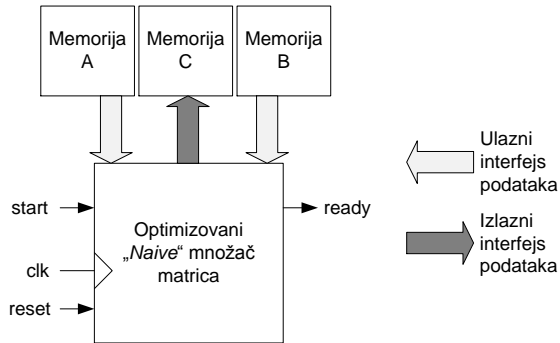 Memorija
A
Memorija
C
Memorija
B
Ulazni
interfejs
podataka
start
ready
Optimizovani
„Naive“ množač
matrica
Izlazni
interfejs
podataka
clk
reset